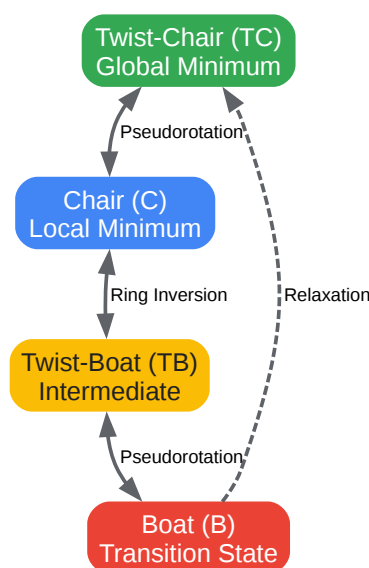 Twist-Chair (TC)
Global Minimum
Pseudorotation
Chair (C)
Local Minimum
Ring Inversion
Relaxation
Twist-Boat (TB)
Intermediate
Pseudorotation
Boat (B)
Transition State